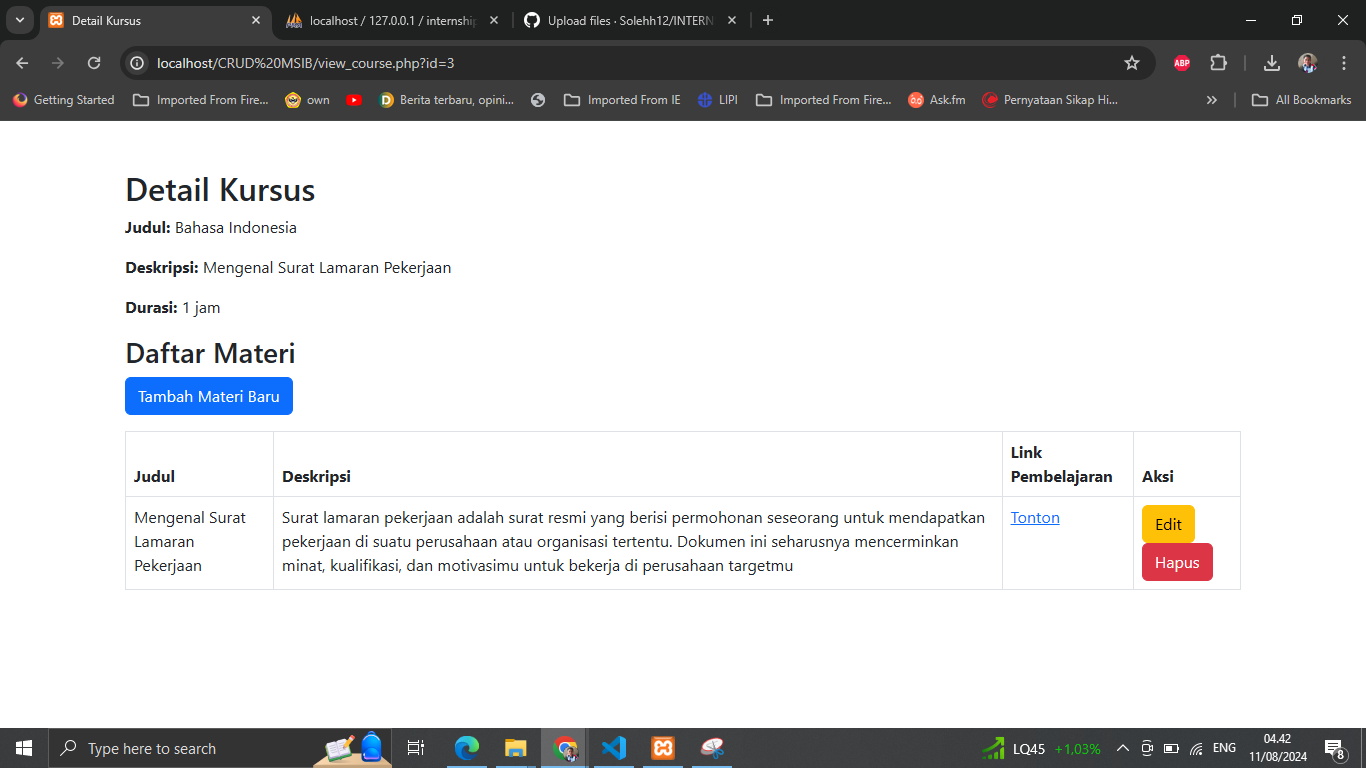 Detail Kursus
localhost / 127.0.0.1 / internship
Upload files · Solehh12/INTERN
localhost/CRUD%20MSIB/view_course.php?id=3
ABP
Getting Started
Imported From Fire...
own
Berita terbaru, opini...
Imported From IE
LIPI
Imported From Fire...
Ask.fm
Pernyataan Sikap Hi...
All Bookmarks
Detail Kursus
Judul: Bahasa Indonesia
Deskripsi: Mengenal Surat Lamaran Pekerjaan
Durasi: 1 jam
Daftar Materi
Tambah Materi Baru
Judul
Deskripsi
Link
Pembelajaran
Aksi
Mengenal Surat
Lamaran
Pekerjaan
Surat lamaran pekerjaan adalah surat resmi yang berisi permohonan seseorang untuk mendapatkan
pekerjaan di suatu perusahaan atau organisasi tertentu. Dokumen ini seharusnya mencerminkan
minat, kualifikasi, dan motivasimu untuk bekerja di perusahaan targetmu
Tonton
Edit
Hapus
Type here to search
LQ45 +1,03%
ENG
04.42
11/08/2024
8